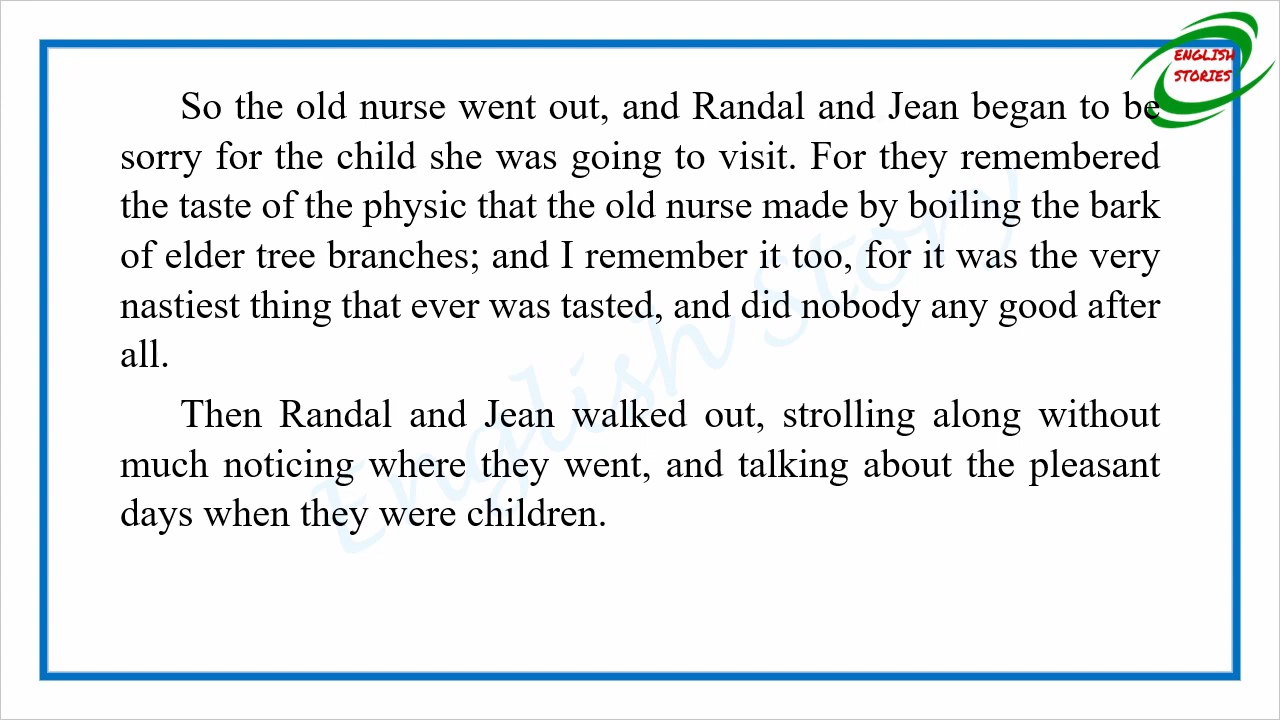 ENGLISH
STORIES
So the old nurse went out, and Randal and Jean began to be
sorry for the child she was going to visit. For they remembered
the taste of the physic that the old nurse made by boiling the bark
of elder tree branches; and I remember it too, for it was the very
nastiest thing that ever was tasted, and did nobody any good after
all.
Then Randal and Jean walked out, strolling along without
much noticing where they went, and talking about the pleasant
days when they were children.
English Story